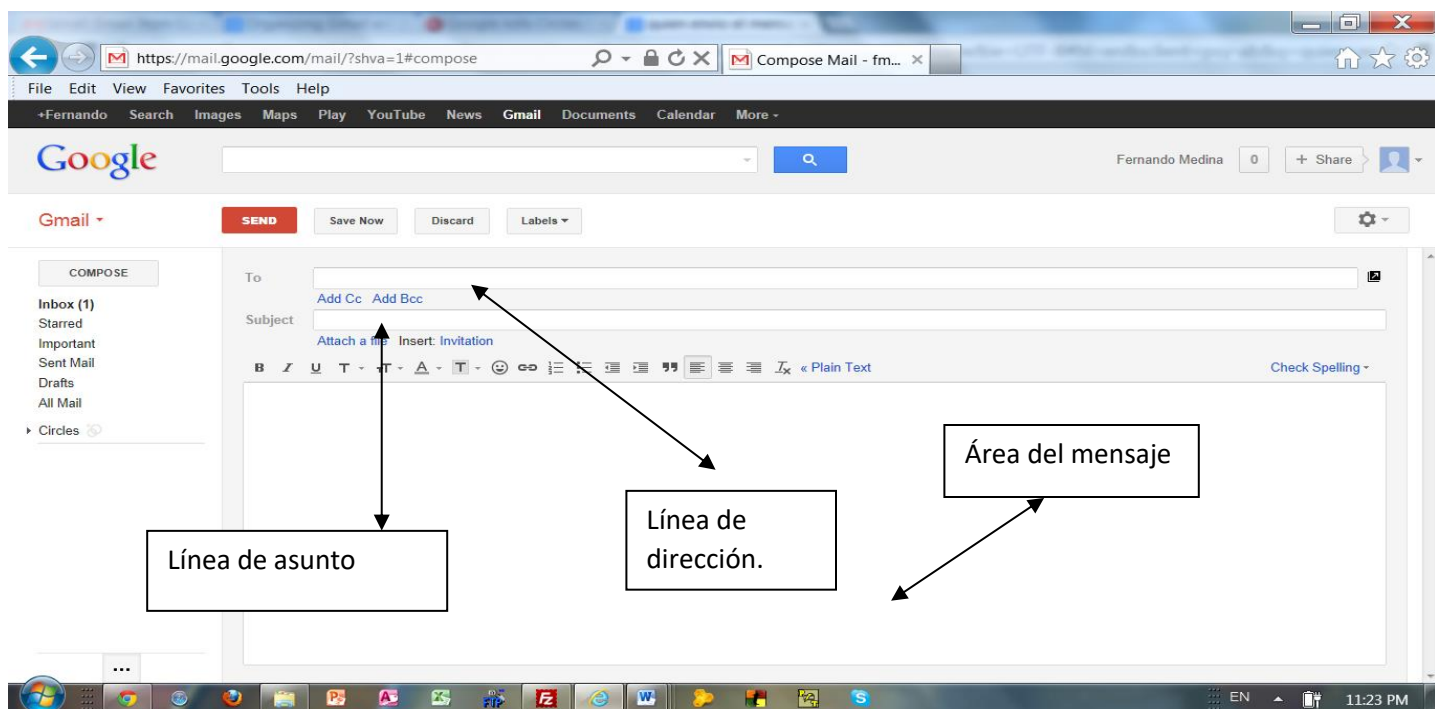 https://mail.google.com/mail/?shva=1#compose
Compose Mail - fm...
File Edit View Favorites Tools Help
+Fernando Search Images Maps Play YouTube News Gmail Documents Calendar More
Google
Fernando Medina 0 + Share
Gmail
SEND Save Now Discard Labels
COMPOSE
To
Add Cc Add Bcc
Inbox (1)
Subject
Starred
Attach a file Insert: Invitation
Important
Sent Mail
B I U T T A T « Plain Text Check Spelling
Drafts
All Mail
Circles
Área del mensaje
Línea de
dirección.
Línea de asunto
...
EN 11:23 PM